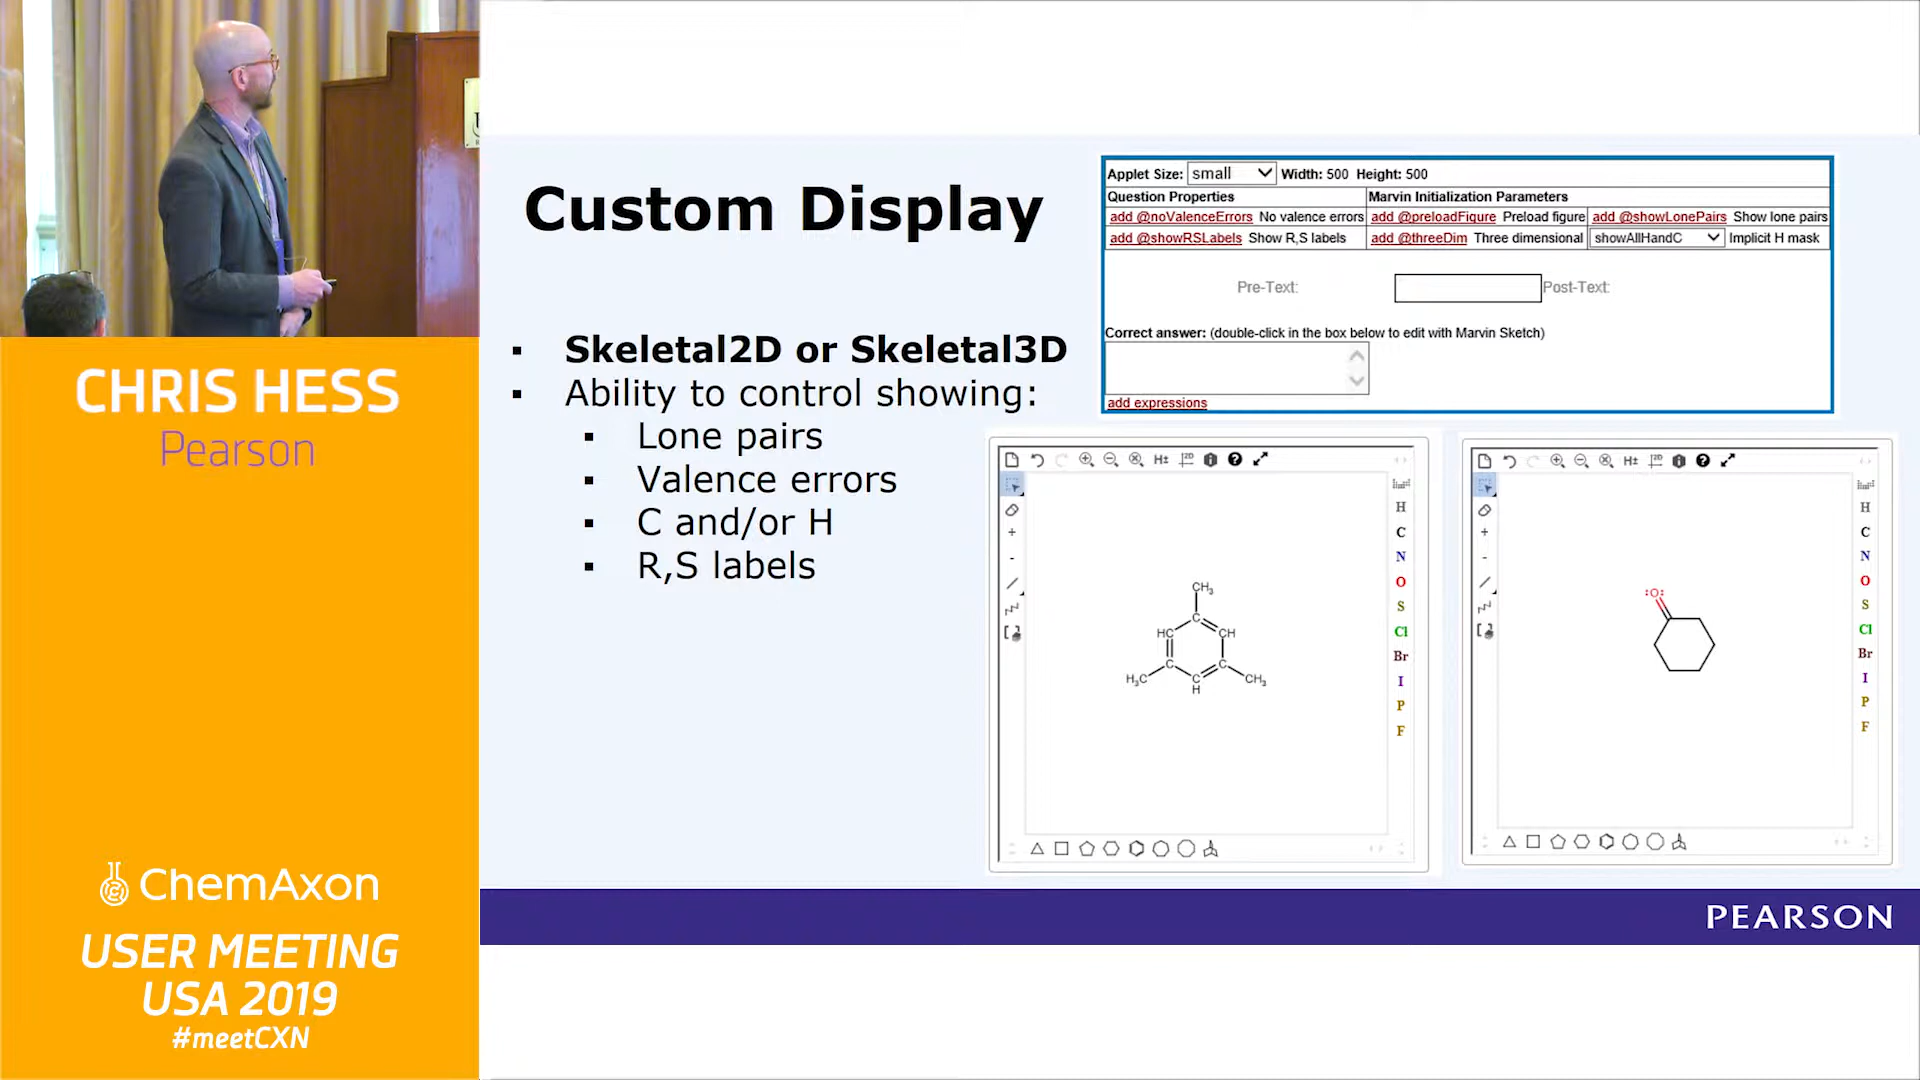 CHRIS HESS
Pearson
ChemAxon
USER MEETING
USA 2019
#meetCXN
Custom Display
▪ Skeletal2D or Skeletal3D
▪ Ability to control showing:
▪ Lone pairs
▪ Valence errors
▪ C and/or H
▪ R,S labels
Applet Size: small Width: 500 Height: 500
Question Properties Marvin Initialization Parameters
add @noValenceErrors No valence errors add @preloadFigure Preload figure add @showLonePairs Show lone pairs
add @showRSLabels Show R,S labels add @threeDim Three dimensional showAllHandC Implicit H mask
Pre-Text: Post-Text:
Correct answer: (double-click in the box below to edit with Marvin Sketch)
add expressions
H± 2D
H
C
N
O
S
Cl
Br
I
P
F
CH₃
C
HC CH
C C
H₃C C CH₃
H
H± 2D
H
C
N
O
S
Cl
Br
I
P
F
:O:
PEARSON